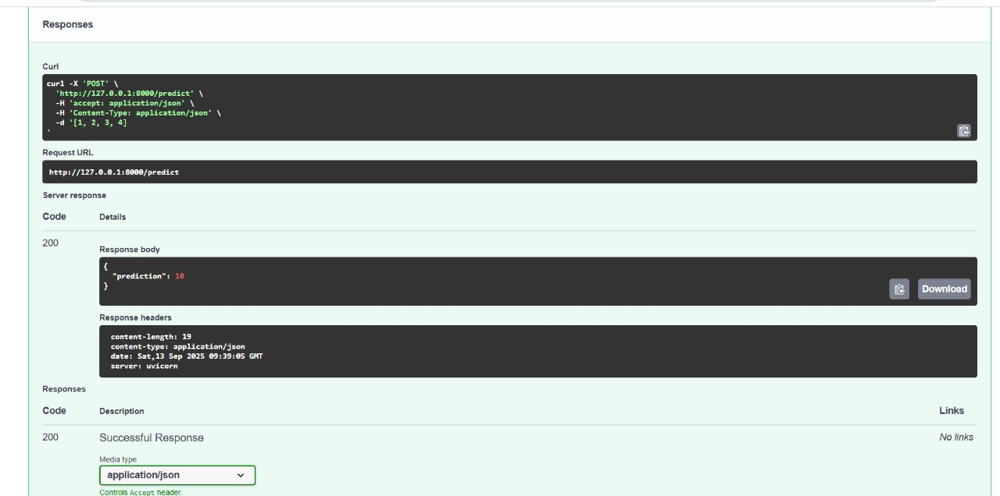 Responses
Curl
curl -X 'POST' \
'http://127.0.0.1:8000/predict' \
-H 'accept: application/json' \
-H 'Content-Type: application/json' \
-d '[1, 2, 3, 4]
'
Request URL
http://127.0.0.1:8000/predict
Server response
Code Details
200
Response body
{
"prediction": 10
}
Download
Response headers
content-length: 19
content-type: application/json
date: Sat,13 Sep 2025 09:39:05 GMT
server: uvicorn
Responses
Code Description Links
200 Successful Response No links
Media type
application/json
Controls Accept header.